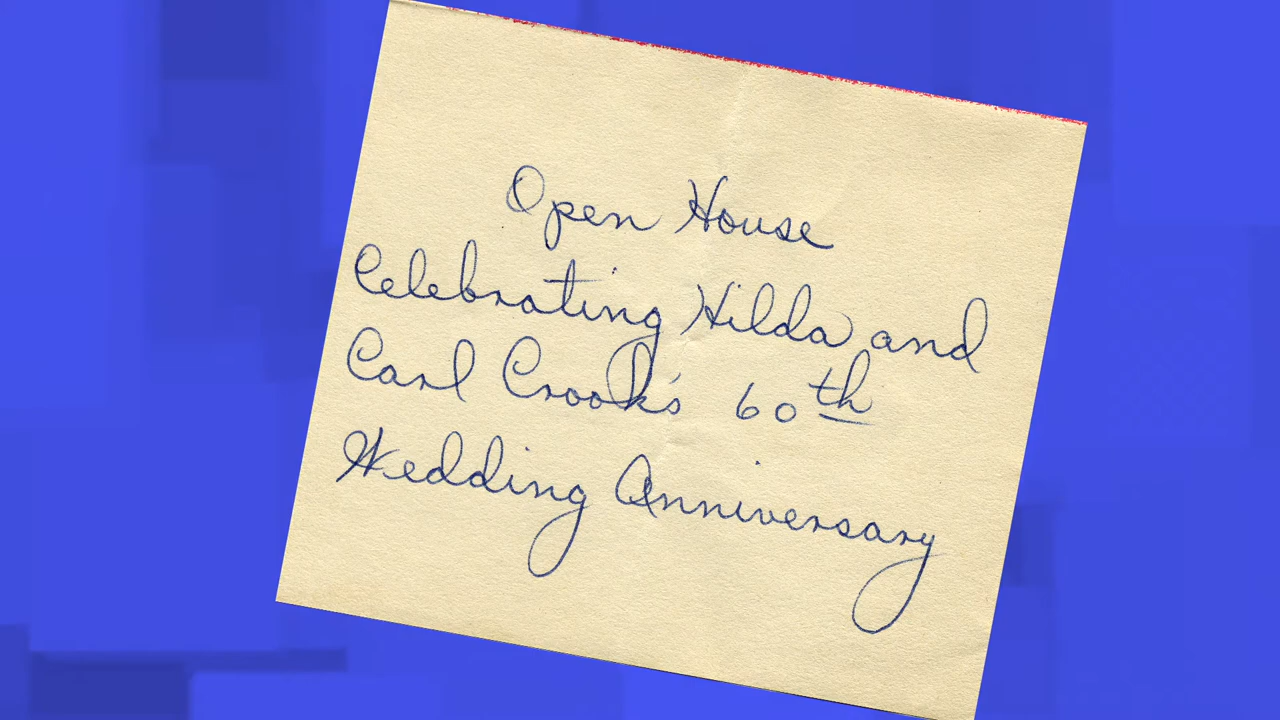 Open House
Celebrating Hilda and
Carl Crook's 60th
Wedding Anniversary